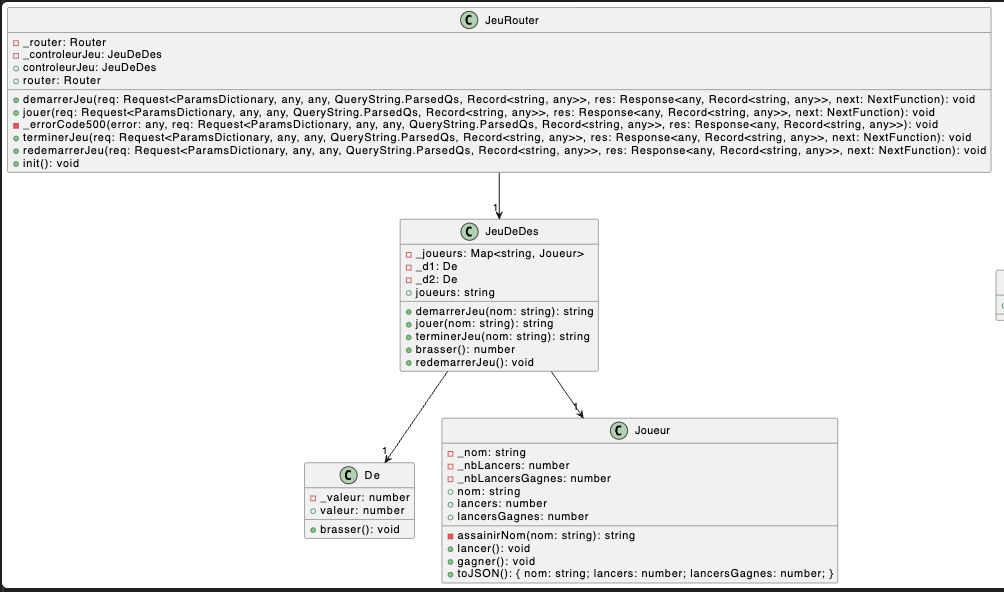 C JeuRouter
_router: Router
_controleurJeu: JeuDeDes
controleurJeu: JeuDeDes
router: Router
demarrerJeu(req: Request<ParamsDictionary, any, any, QueryString.ParsedQs, Record<string, any>>, res: Response<any, Record<string, any>>, next: NextFunction): void
jouer(req: Request<ParamsDictionary, any, any, QueryString.ParsedQs, Record<string, any>>, res: Response<any, Record<string, any>>, next: NextFunction): void
_errorCode500(error: any, req: Request<ParamsDictionary, any, any, QueryString.ParsedQs, Record<string, any>>, res: Response<any, Record<string, any>>): void
terminerJeu(req: Request<ParamsDictionary, any, any, QueryString.ParsedQs, Record<string, any>>, res: Response<any, Record<string, any>>, next: NextFunction): void
redemarrerJeu(req: Request<ParamsDictionary, any, any, QueryString.ParsedQs, Record<string, any>>, res: Response<any, Record<string, any>>, next: NextFunction): void
init(): void
1
C JeuDeDes
_joueurs: Map<string, Joueur>
_d1: De
_d2: De
joueurs: string
demarrerJeu(nom: string): string
jouer(nom: string): string
terminerJeu(nom: string): string
brasser(): number
redemarrerJeu(): void
1
1
C De
_valeur: number
valeur: number
brasser(): void
C Joueur
_nom: string
_nbLancers: number
_nbLancersGagnes: number
nom: string
lancers: number
lancersGagnes: number
assainirNom(nom: string): string
lancer(): void
gagner(): void
toJSON(): { nom: string; lancers: number; lancersGagnes: number; }